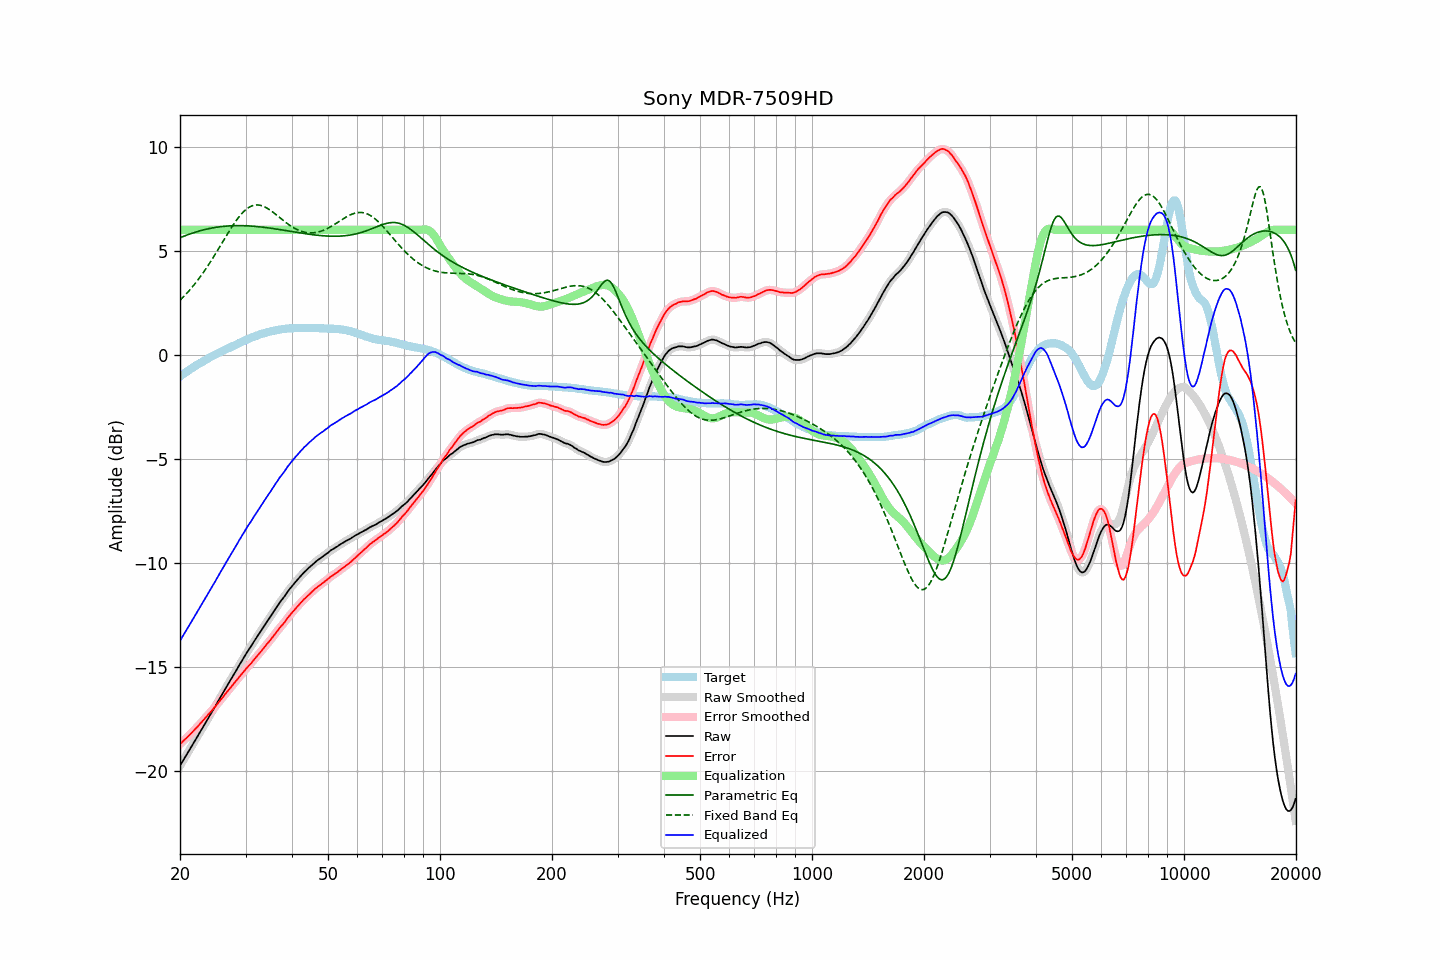 Sony MDR-7509HD
Amplitude (dBr)
10
5
0
−5
−10
−15
−20
20
50
100
200
500
1000
2000
5000
10000
20000
Frequency (Hz)
Target
Raw Smoothed
Error Smoothed
Raw
Error
Equalization
Parametric Eq
Fixed Band Eq
Equalized